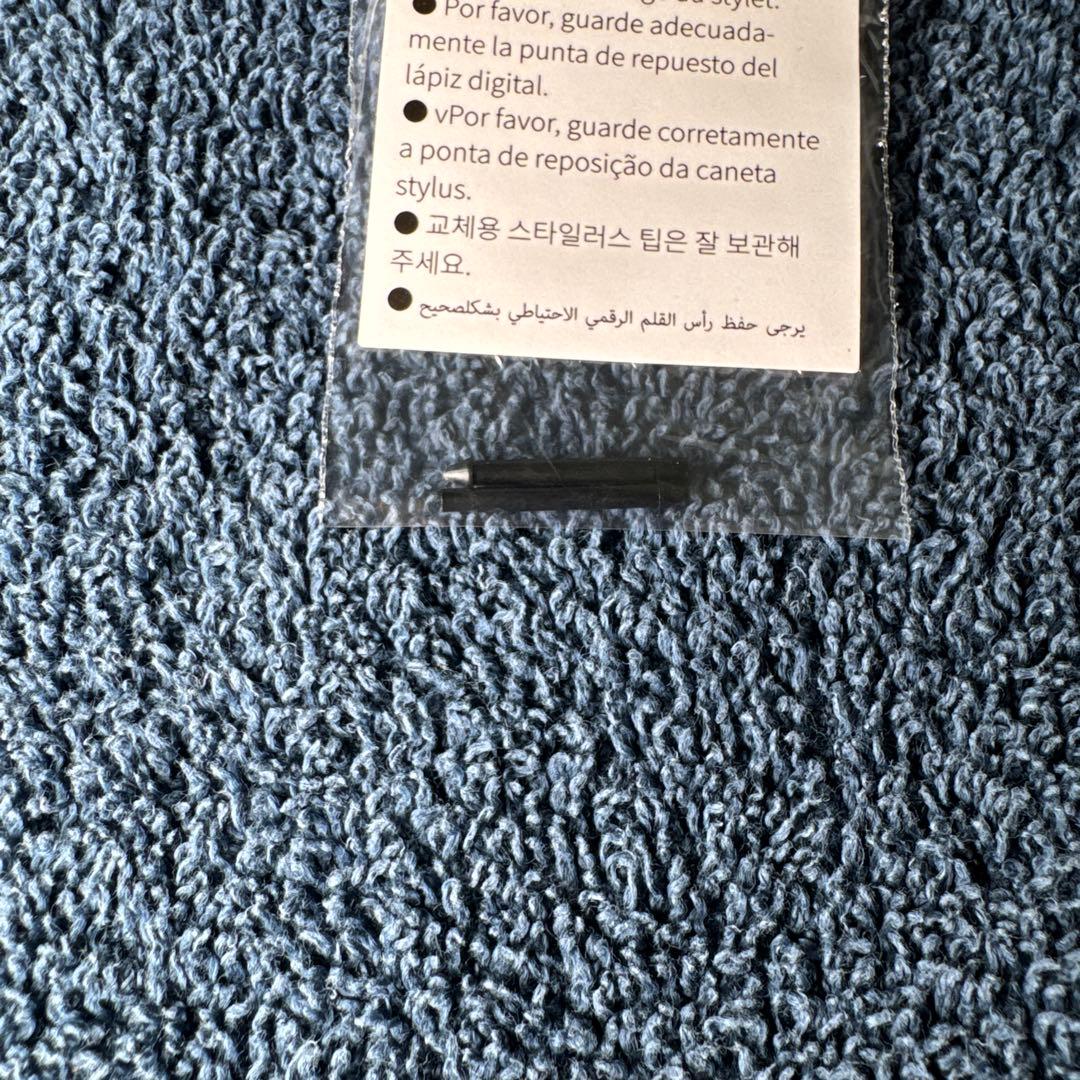 stylet.
● Por favor, guarde adecuada-
mente la punta de repuesto del
lápiz digital.
● vPor favor, guarde corretamente
a ponta de reposição da caneta
stylus.
● 교체용 스타일러스 팁은 잘 보관해
주세요.
● يرجى حفظ رأس القلم الرقمي الاحتياطي بشكلصحيح